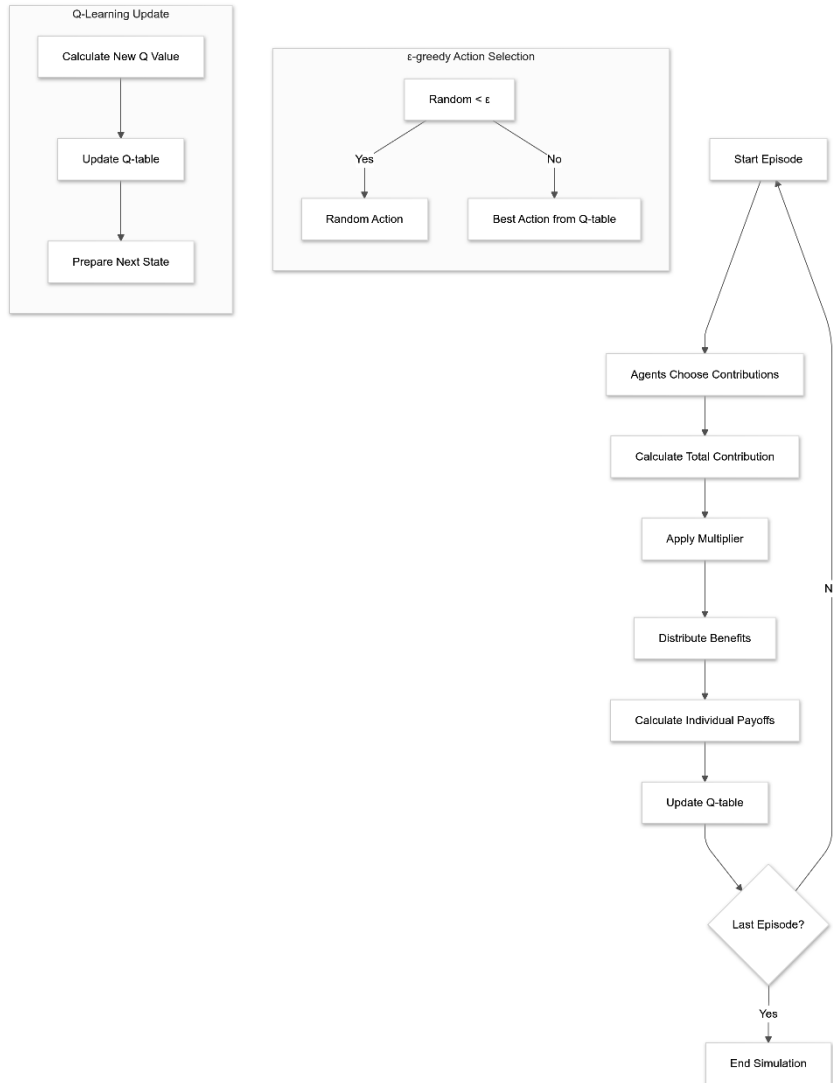 Q-Learning Update
Calculate New Q Value
Update Q-table
Prepare Next State
ε-greedy Action Selection
Random < ε
Yes
No
Random Action
Best Action from Q-table
Start Episode
Agents Choose Contributions
Calculate Total Contribution
Apply Multiplier
N
Distribute Benefits
Calculate Individual Payoffs
Update Q-table
Last Episode?
Yes
End Simulation